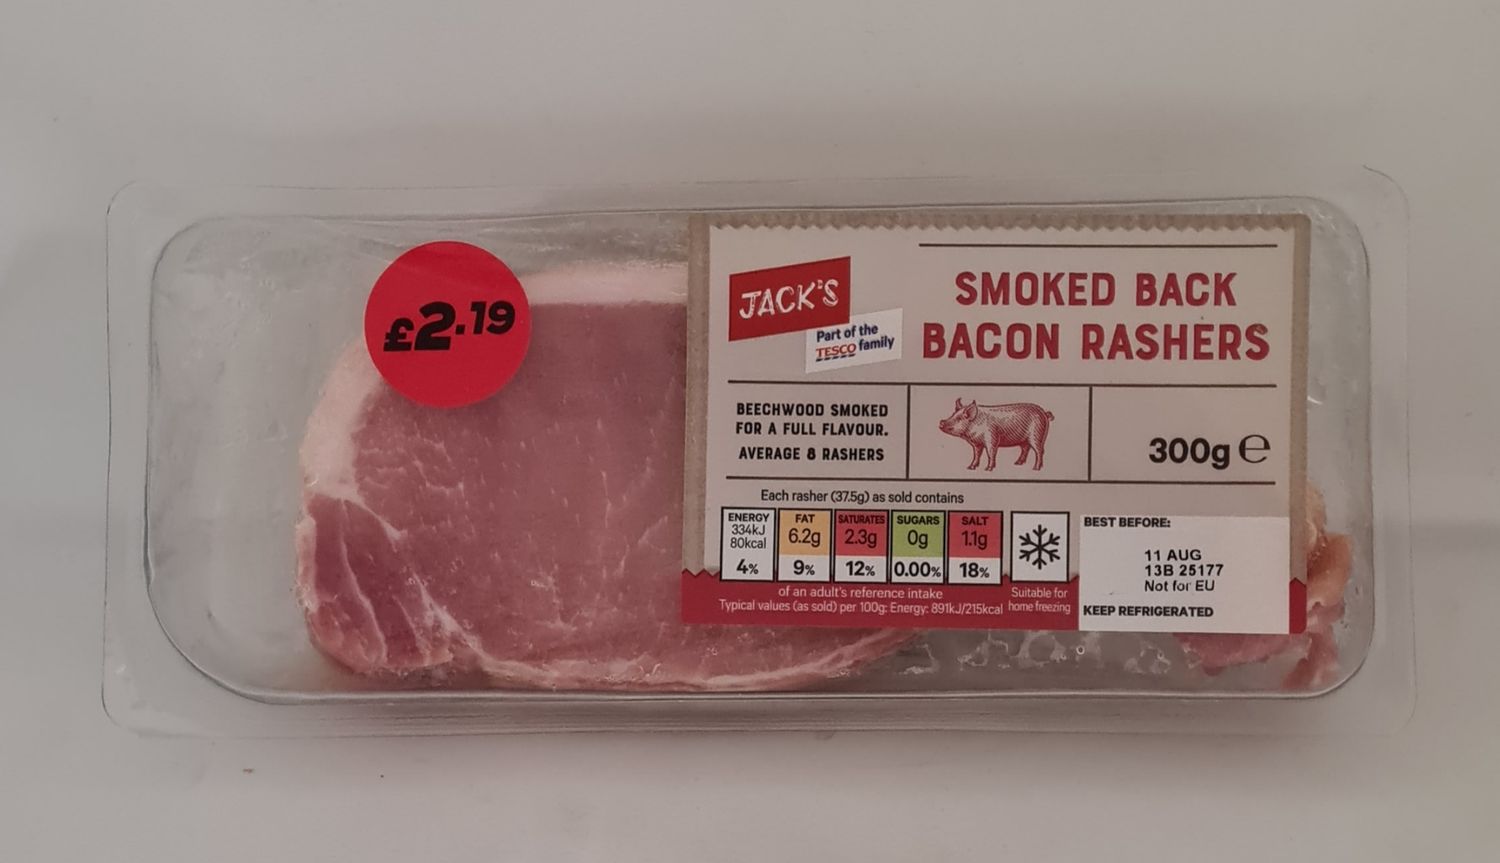 £2.19
JACK'S
Part of the
TESCO family
SMOKED BACK
BACON RASHERS
BEECHWOOD SMOKED
FOR A FULL FLAVOUR.
AVERAGE 8 RASHERS
300g ℮
Each rasher (37.5g) as sold contains
ENERGY
334kJ
80kcal
4%
FAT
6.2g
9%
SATURATES
2.3g
12%
SUGARS
0g
0.00%
SALT
1.1g
18%
of an adult's reference intake
Typical values (as sold) per 100g: Energy: 891kJ/215kcal
Suitable for
home freezing
BEST BEFORE:
11 AUG
13B 25177
Not for EU
KEEP REFRIGERATED